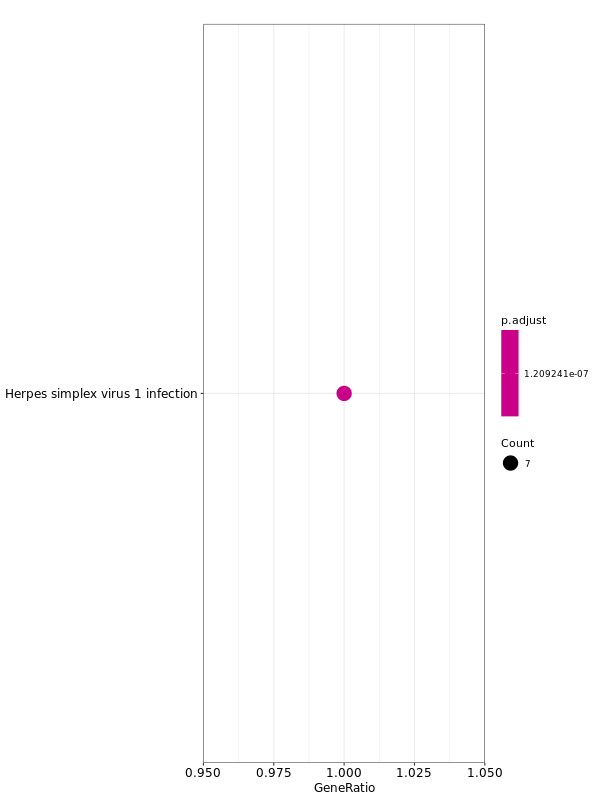 Herpes simplex virus 1 infection
0.950 0.975 1.000 1.025 1.050
GeneRatio
p.adjust
1.209241e-07
Count
7